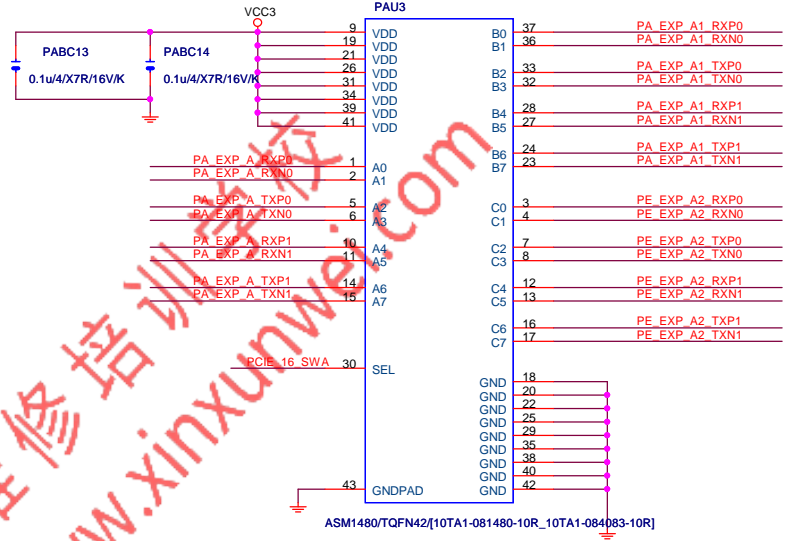 VCC3
PAU3
PABC13
0.1u/4/X7R/16V/K
PABC14
0.1u/4/X7R/16V/K
9 VDD
19 VDD
21 VDD
26 VDD
31 VDD
34 VDD
39 VDD
41 VDD
PA_EXP_A_RXP0 1 A0
PA_EXP_A_RXN0 2 A1
PA_EXP_A_TXP0 5 A2
PA_EXP_A_TXN0 6 A3
PA_EXP_A_RXP1 10 A4
PA_EXP_A_RXN1 11 A5
PA_EXP_A_TXP1 14 A6
PA_EXP_A_TXN1 15 A7
PCIE_16_SWA 30 SEL
43 GNDPAD
B0 37 PA_EXP_A1_RXP0
B1 36 PA_EXP_A1_RXN0
B2 33 PA_EXP_A1_TXP0
B3 32 PA_EXP_A1_TXN0
B4 28 PA_EXP_A1_RXP1
B5 27 PA_EXP_A1_RXN1
B6 24 PA_EXP_A1_TXP1
B7 23 PA_EXP_A1_TXN1
C0 3 PE_EXP_A2_RXP0
C1 4 PE_EXP_A2_RXN0
C2 7 PE_EXP_A2_TXP0
C3 8 PE_EXP_A2_TXN0
C4 12 PE_EXP_A2_RXP1
C5 13 PE_EXP_A2_RXN1
C6 16 PE_EXP_A2_TXP1
C7 17 PE_EXP_A2_TXN1
GND 18
GND 20
GND 22
GND 25
GND 29
GND 35
GND 38
GND 40
GND 42
ASM1480/TQFN42/[10TA1-081480-10R_10TA1-084083-10R]
修培训学校
w.xinxunwei.com